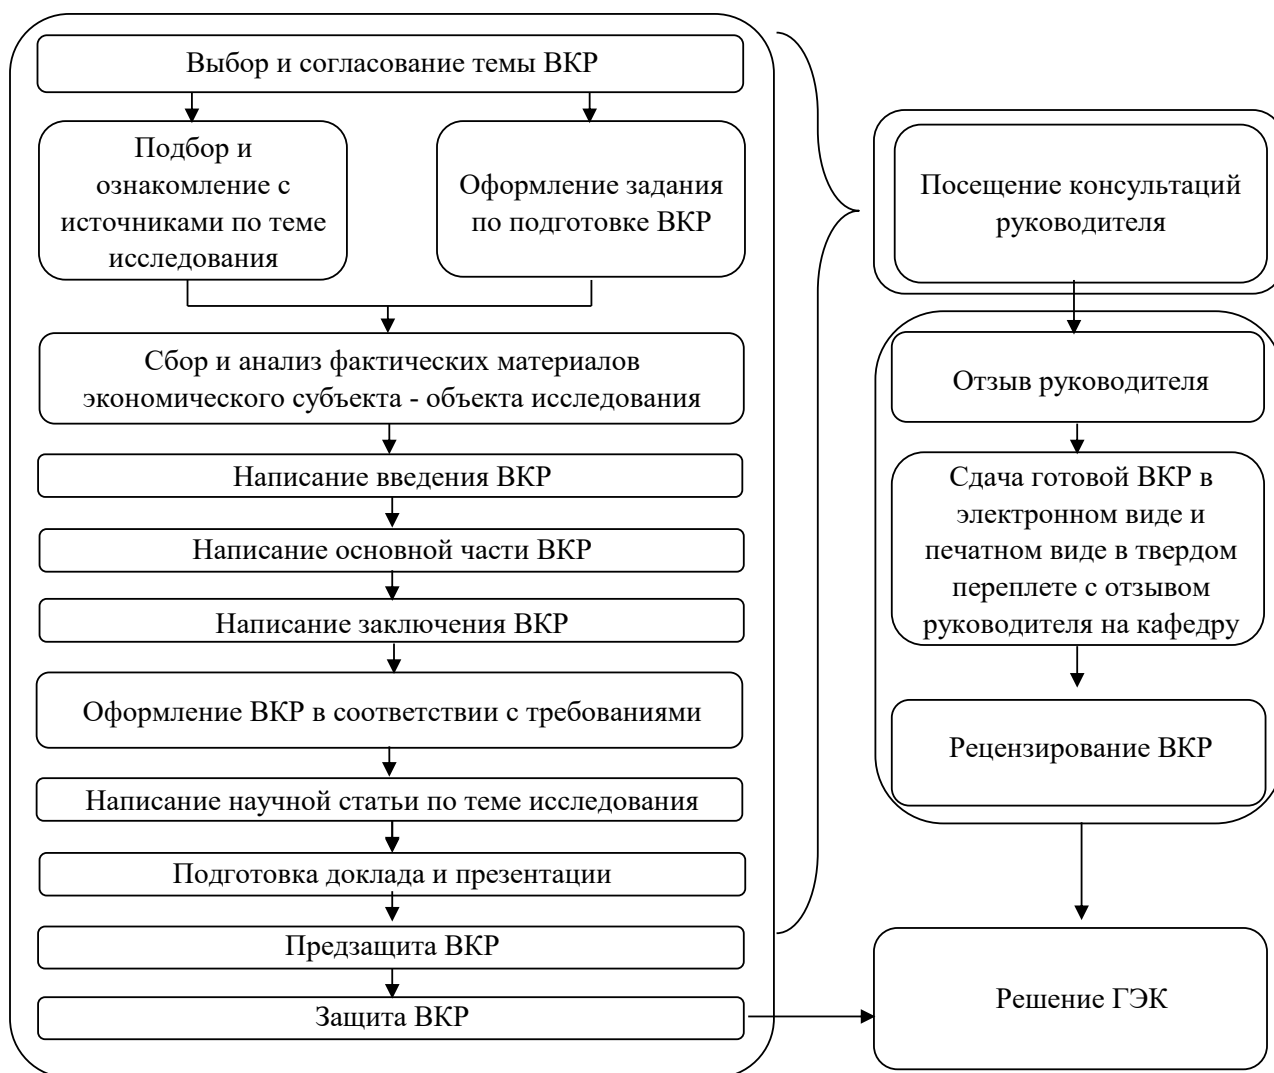 Выбор и согласование темы ВКР
Подбор и
ознакомление с
источниками по теме
исследования
Оформление задания
по подготовке ВКР
Сбор и анализ фактических материалов
экономического субъекта - объекта исследования
Написание введения ВКР
Написание основной части ВКР
Написание заключения ВКР
Оформление ВКР в соответствии с требованиями
Написание научной статьи по теме исследования
Подготовка доклада и презентации
Предзащита ВКР
Защита ВКР
Посещение консультаций
руководителя
Отзыв руководителя
Сдача готовой ВКР в
электронном виде и
печатном виде в твердом
переплете с отзывом
руководителя на кафедру
Рецензирование ВКР
Решение ГЭК